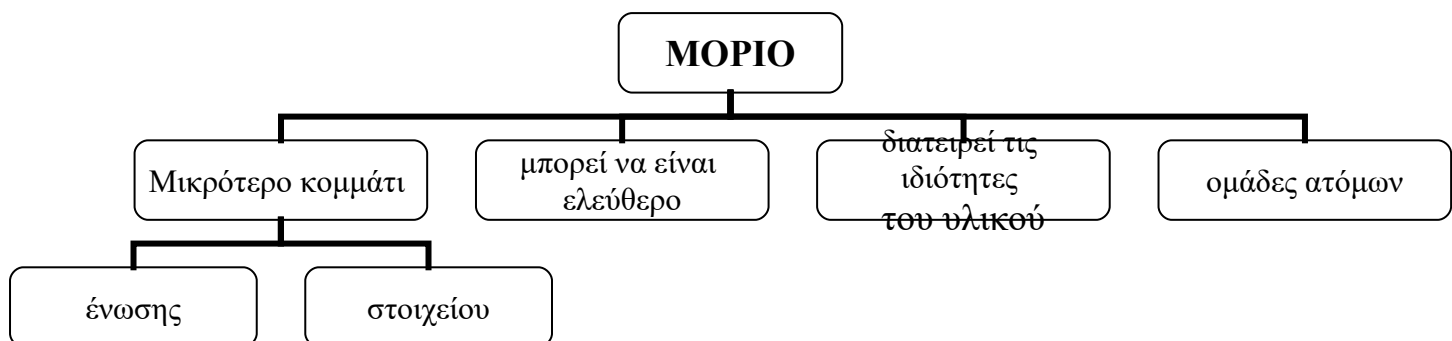 ΜΟΡΙΟ
Μικρότερο κομμάτι
μπορεί να είναι
ελεύθερο
διατειρεί τις
ιδιότητες
του υλικού
ομάδες ατόμων
ένωσης
στοιχείου